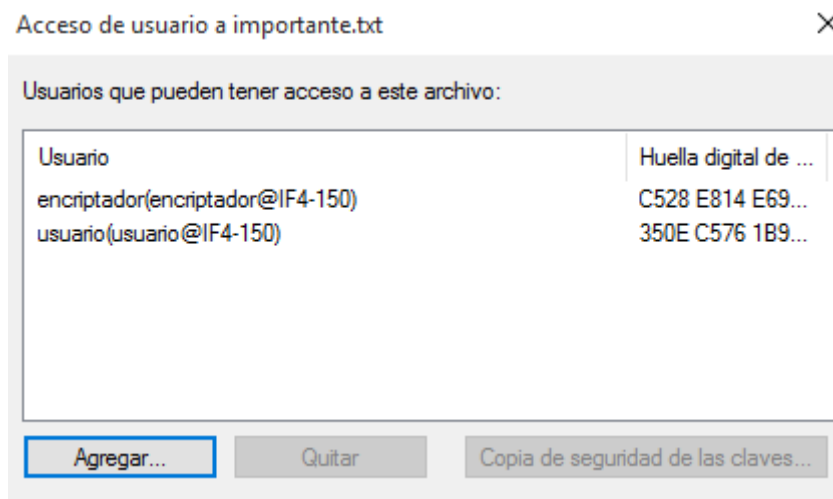 Acceso de usuario a importante.txt
Usuarios que pueden tener acceso a este archivo:
Usuario Huella digital de ...
encriptador(encriptador@IF4-150) C528 E814 E69...
usuario(usuario@IF4-150) 350E C576 1B9...
Agregar... Quitar Copia de seguridad de las claves...